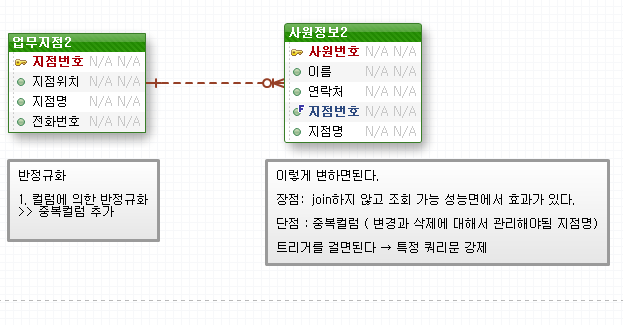 업무지점2
지점번호 N/A N/A
지점위치 N/A N/A
지점명 N/A N/A
전화번호 N/A N/A
사원정보2
사원번호 N/A N/A
이름 N/A N/A
연락처 N/A N/A
F 지점번호 N/A N/A
지점명 N/A N/A
반정규화
1. 컬럼에 의한 반정규화
>> 중복컬럼 추가
이렇게 변하면된다.
장점: join하지 않고 조회 가능 성능면에서 효과가 있다.
단점 : 중복컬럼 ( 변경과 삭제에 대해서 관리해야될 지점명)
트리거를 걸면된다 → 특정 쿼리문 강제